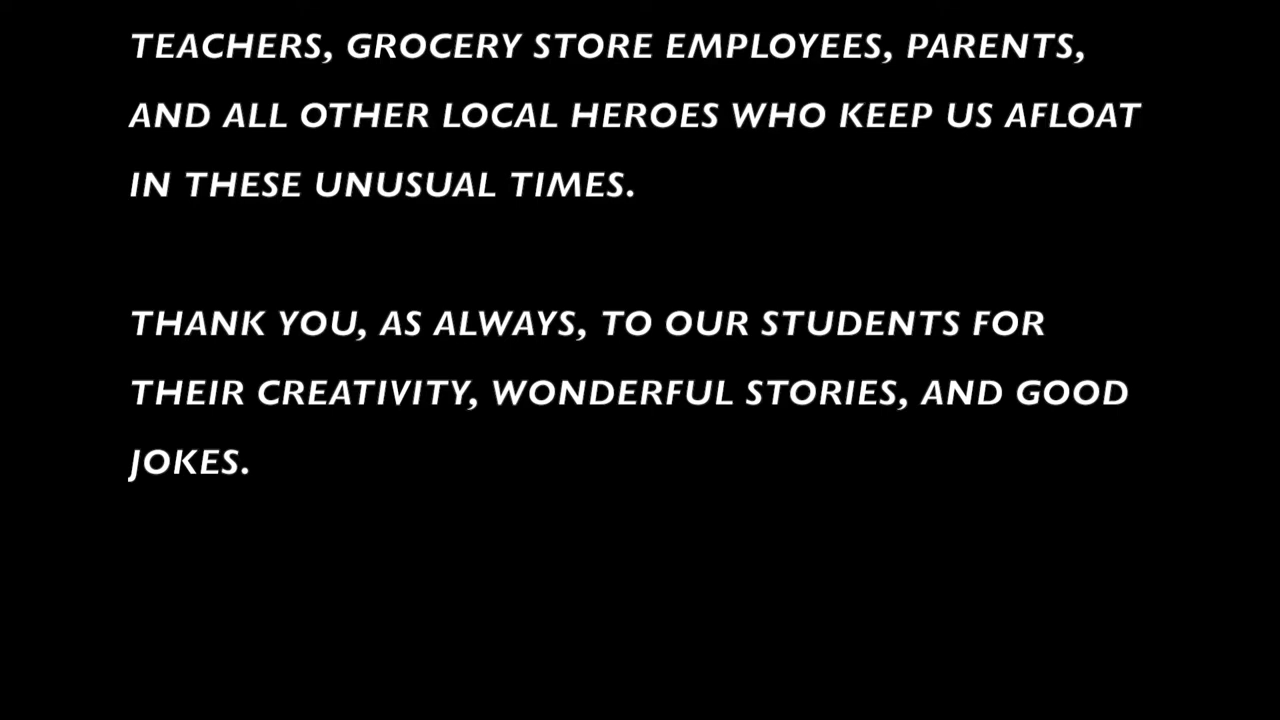 TEACHERS, GROCERY STORE EMPLOYEES, PARENTS,
AND ALL OTHER LOCAL HEROES WHO KEEP US AFLOAT
IN THESE UNUSUAL TIMES.
THANK YOU, AS ALWAYS, TO OUR STUDENTS FOR
THEIR CREATIVITY, WONDERFUL STORIES, AND GOOD
JOKES.